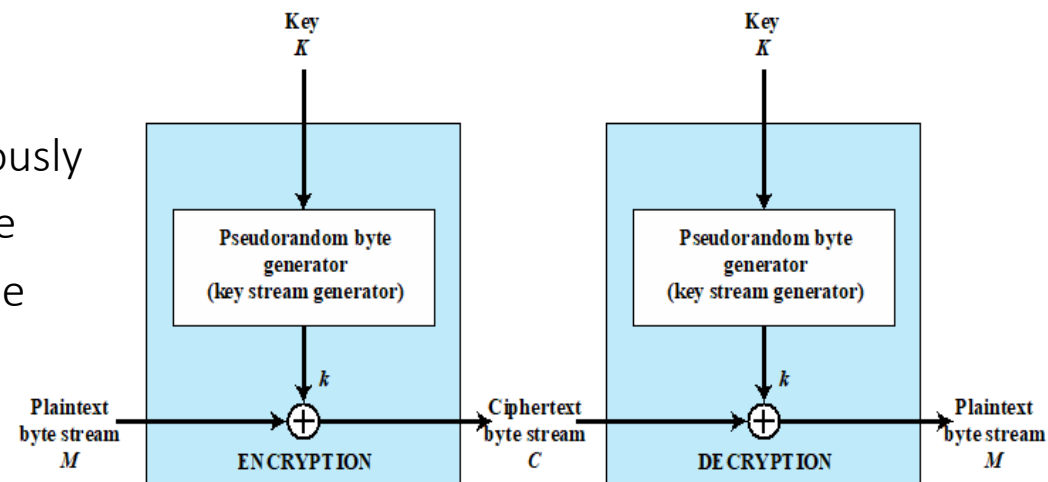 ously
e
e
Key
K
Pseudorandom byte
generator
(key stream generator)
k
Plaintext
byte stream
M
ENCRYPTION
Ciphertext
byte stream
C
Key
K
Pseudorandom byte
generator
(key stream generator)
k
DECRYPTION
Plaintext
byte stream
M